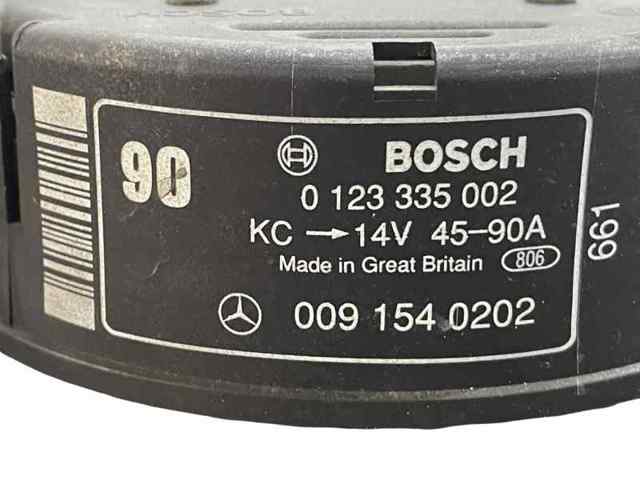 BOSCH
90
BOSCH
0 123 335 002
KC → 14V 45-90A
Made in Great Britain 806
009 154 0202
661